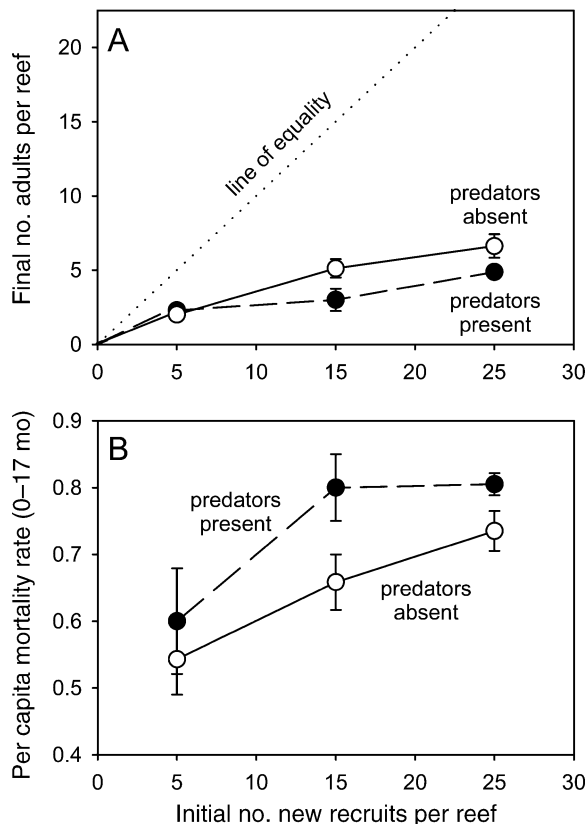 A
20
15
10
5
0
Final no. adults per reef
line of equality
predators
absent
predators
present
0 5 10 15 20 25 30
B
0.9
0.8
0.7
0.6
0.5
0.4
Per capita mortality rate (0–17 mo)
predators
present
predators
absent
0 5 10 15 20 25 30
Initial no. new recruits per reef